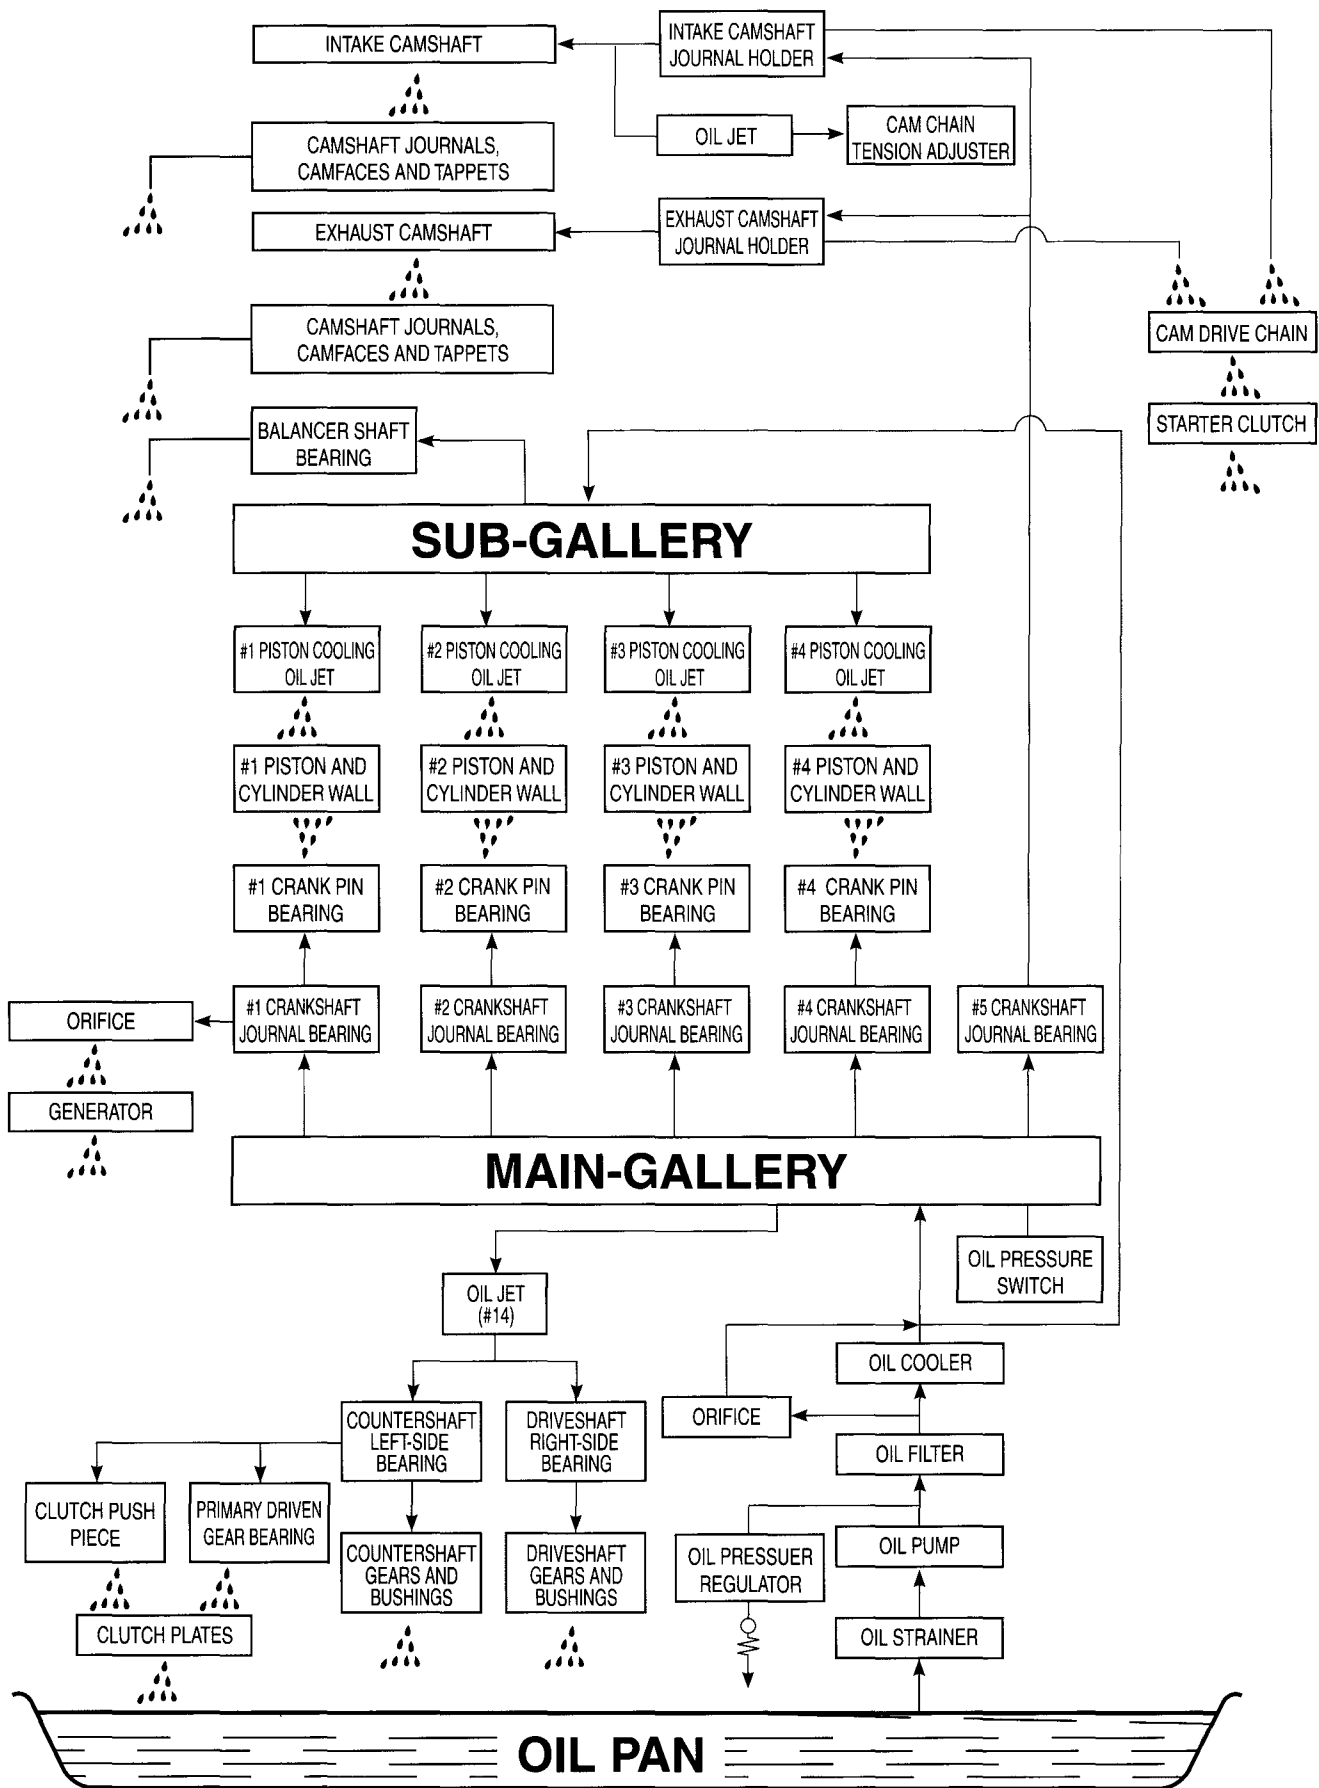 INTAKE CAMSHAFT
INTAKE CAMSHAFT
JOURNAL HOLDER
OIL JET
CAM CHAIN
TENSION ADJUSTER
CAMSHAFT JOURNALS,
CAMFACES AND TAPPETS
EXHAUST CAMSHAFT
EXHAUST CAMSHAFT
JOURNAL HOLDER
CAMSHAFT JOURNALS,
CAMFACES AND TAPPETS
CAM DRIVE CHAIN
STARTER CLUTCH
BALANCER SHAFT
BEARING
SUB-GALLERY
#1 PISTON COOLING
OIL JET
#2 PISTON COOLING
OIL JET
#3 PISTON COOLING
OIL JET
#4 PISTON COOLING
OIL JET
#1 PISTON AND
CYLINDER WALL
#2 PISTON AND
CYLINDER WALL
#3 PISTON AND
CYLINDER WALL
#4 PISTON AND
CYLINDER WALL
#1 CRANK PIN
BEARING
#2 CRANK PIN
BEARING
#3 CRANK PIN
BEARING
#4 CRANK PIN
BEARING
ORIFICE
GENERATOR
#1 CRANKSHAFT
JOURNAL BEARING
#2 CRANKSHAFT
JOURNAL BEARING
#3 CRANKSHAFT
JOURNAL BEARING
#4 CRANKSHAFT
JOURNAL BEARING
#5 CRANKSHAFT
JOURNAL BEARING
MAIN-GALLERY
OIL JET
(#14)
OIL PRESSURE
SWITCH
OIL COOLER
ORIFICE
OIL FILTER
COUNTERSHAFT
LEFT-SIDE
BEARING
DRIVESHAFT
RIGHT-SIDE
BEARING
CLUTCH PUSH
PIECE
PRIMARY DRIVEN
GEAR BEARING
COUNTERSHAFT
GEARS AND
BUSHINGS
DRIVESHAFT
GEARS AND
BUSHINGS
OIL PRESSUER
REGULATOR
OIL PUMP
CLUTCH PLATES
OIL STRAINER
OIL PAN